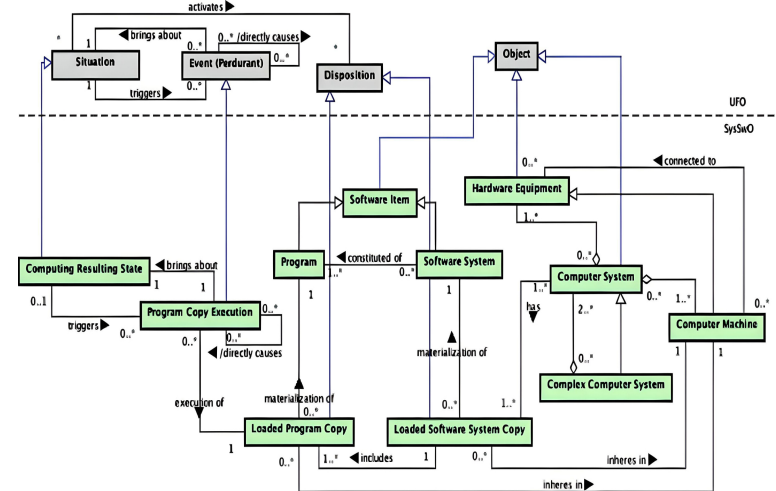 activates ▶
*
1
◀brings about
0..*
0..* /directly causes▶
0..*
*
Situation
Event (Perdurant)
Disposition
Object
1
triggers▶
0..*
UFO
SysSwO
0..*
◀connected to
Hardware Equipment
Software Item
1..*
Program
◀constituted of
Software System
1..*
0..*
0..*
Computing Resulting State
◀brings about
1
1
Computer System
0..*
1..*
0..*
0..1
1
1
1..*
has
▼
2..*
Program Copy Execution
0..*
Computer Machine
triggers▶
0..*
0..*
0..*
◀/directly causes
▲
materialization of
1
1
0..*
Complex Computer System
▲
materialization of
execution of
▼
0..*
0..*
1..*
Loaded Program Copy
Loaded Software System Copy
1
0..*
1..*
◀includes
1
0..*
inheres in▶
inheres in▶